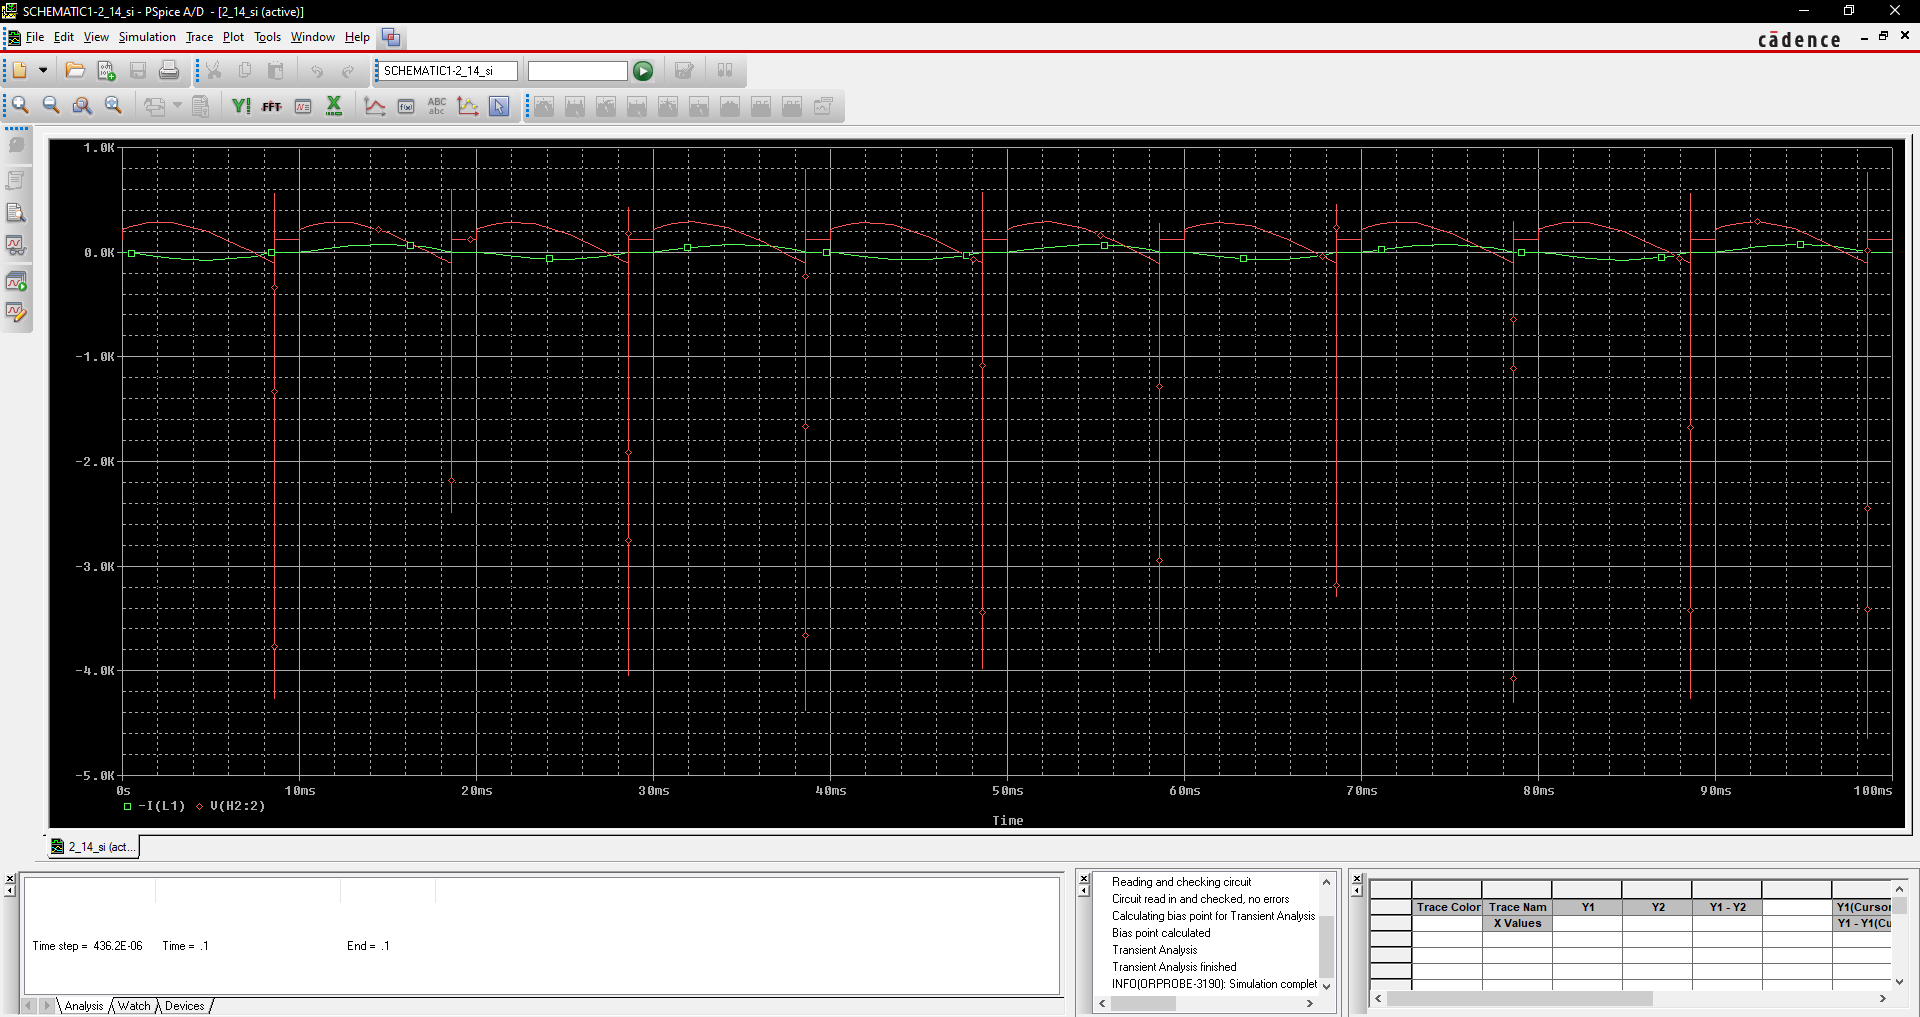 SCHEMATIC1-2_14_si - PSpice A/D - [2_14_si (active)]
File Edit View Simulation Trace Plot Tools Window Help
cādence
SCHEMATIC1-2_14_si
FFT
ABC
abc
1.0K
0.0K
-1.0K
-2.0K
-3.0K
-4.0K
-5.0K
0s 10ms 20ms 30ms 40ms 50ms 60ms 70ms 80ms 90ms 100ms
-I(L1) V(H2:2)
Time
2_14_si (act...
Time step = 436.2E-06 Time = .1 End = .1
Analysis Watch Devices
Reading and checking circuit
Circuit read in and checked, no errors
Calculating bias point for Transient Analysis
Bias point calculated
Transient Analysis
Transient Analysis finished
INFO(ORPROBE-3190): Simulation complet
Trace Color Trace Nam Y1 Y2 Y1 - Y2 Y1(Cursor
X Values Y1 - Y1(Cu